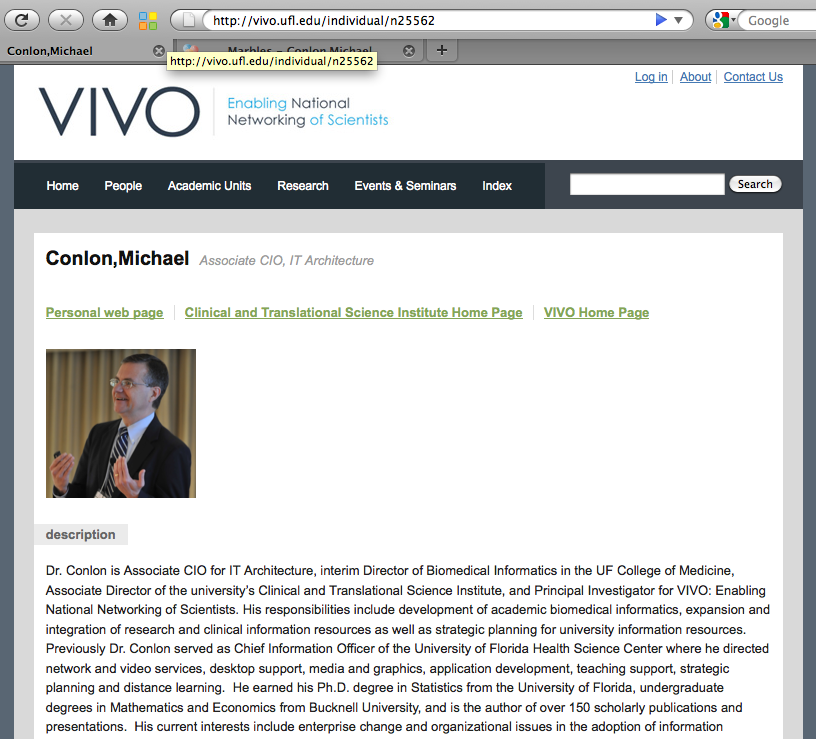 http://vivo.ufl.edu/individual/n25562
Google
Conlon,Michael
Marbles - Conlon Michael
http://vivo.ufl.edu/individual/n25562
Log in About Contact Us
VIVO
Enabling National
Networking of Scientists
Home People Academic Units Research Events & Seminars Index Search
Conlon,Michael Associate CIO, IT Architecture
Personal web page Clinical and Translational Science Institute Home Page VIVO Home Page
description
Dr. Conlon is Associate CIO for IT Architecture, interim Director of Biomedical Informatics in the UF College of Medicine,
Associate Director of the university's Clinical and Translational Science Institute, and Principal Investigator for VIVO: Enabling
National Networking of Scientists. His responsibilities include development of academic biomedical informatics, expansion and
integration of research and clinical information resources as well as strategic planning for university information resources.
Previously Dr. Conlon served as Chief Information Officer of the University of Florida Health Science Center where he directed
network and video services, desktop support, media and graphics, application development, teaching support, strategic
planning and distance learning. He earned his Ph.D. degree in Statistics from the University of Florida, undergraduate
degrees in Mathematics and Economics from Bucknell University, and is the author of over 150 scholarly publications and
presentations. His current interests include enterprise change and organizational issues in the adoption of information